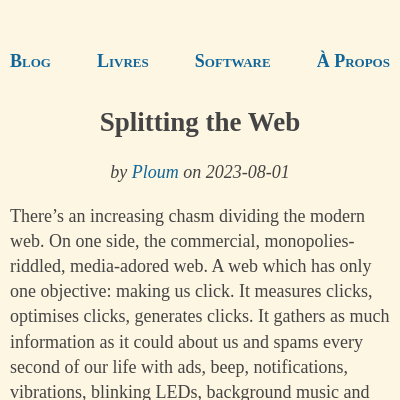 Blog Livres Software À Propos
Splitting the Web
by Ploum on 2023-08-01
There’s an increasing chasm dividing the modern
web. On one side, the commercial, monopolies-
riddled, media-adored web. A web which has only
one objective: making us click. It measures clicks,
optimises clicks, generates clicks. It gathers as much
information as it could about us and spams every
second of our life with ads, beep, notifications,
vibrations, blinking LEDs, background music and